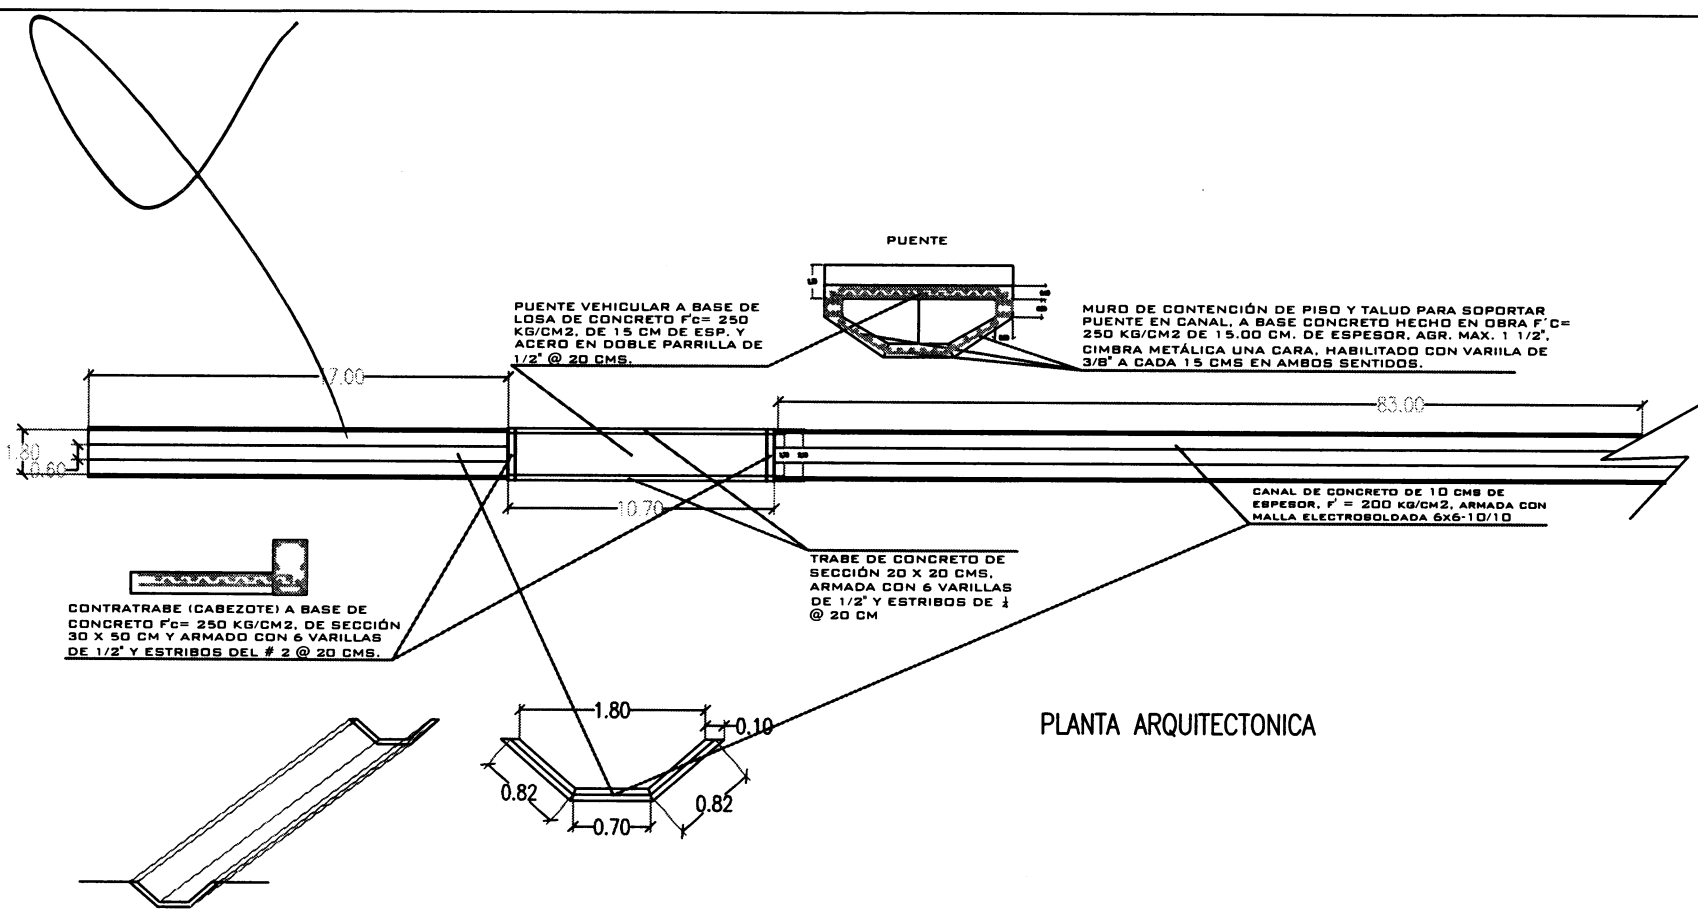 PUENTE
PUENTE VEHICULAR A BASE DE
LOSA DE CONCRETO F'c= 250
KG/CM2, DE 15 CM DE ESP. Y
ACERO EN DOBLE PARRILLA DE
1/2" @ 20 CMS.
MURO DE CONTENCIÓN DE PISO Y TALUD PARA SOPORTAR
PUENTE EN CANAL, A BASE CONCRETO HECHO EN OBRA F'C=
250 KG/CM2 DE 15.00 CM. DE ESPESOR, AGR. MAX. 1 1/2",
CIMBRA METÁLICA UNA CARA, HABILITADO CON VARIILA DE
3/8" A CADA 15 CMS EN AMBOS SENTIDOS.
17.00
83.00
1.80
0.60
10.70
CANAL DE CONCRETO DE 10 CMS DE
ESPESOR, F' = 200 KG/CM2, ARMADA CON
MALLA ELECTROSOLDADA 6X6-10/10
TRABE DE CONCRETO DE
SECCIÓN 20 X 20 CMS,
ARMADA CON 6 VARILLAS
DE 1/2" Y ESTRIBOS DE
@ 20 CM
CONTRATRABE (CABEZOTE) A BASE DE
CONCRETO F'c= 250 KG/CM2, DE SECCIÓN
30 X 50 CM Y ARMADO CON 6 VARILLAS
DE 1/2" Y ESTRIBOS DEL # 2 @ 20 CMS.
1.80
0.10
0.82
0.82
0.70
PLANTA ARQUITECTONICA